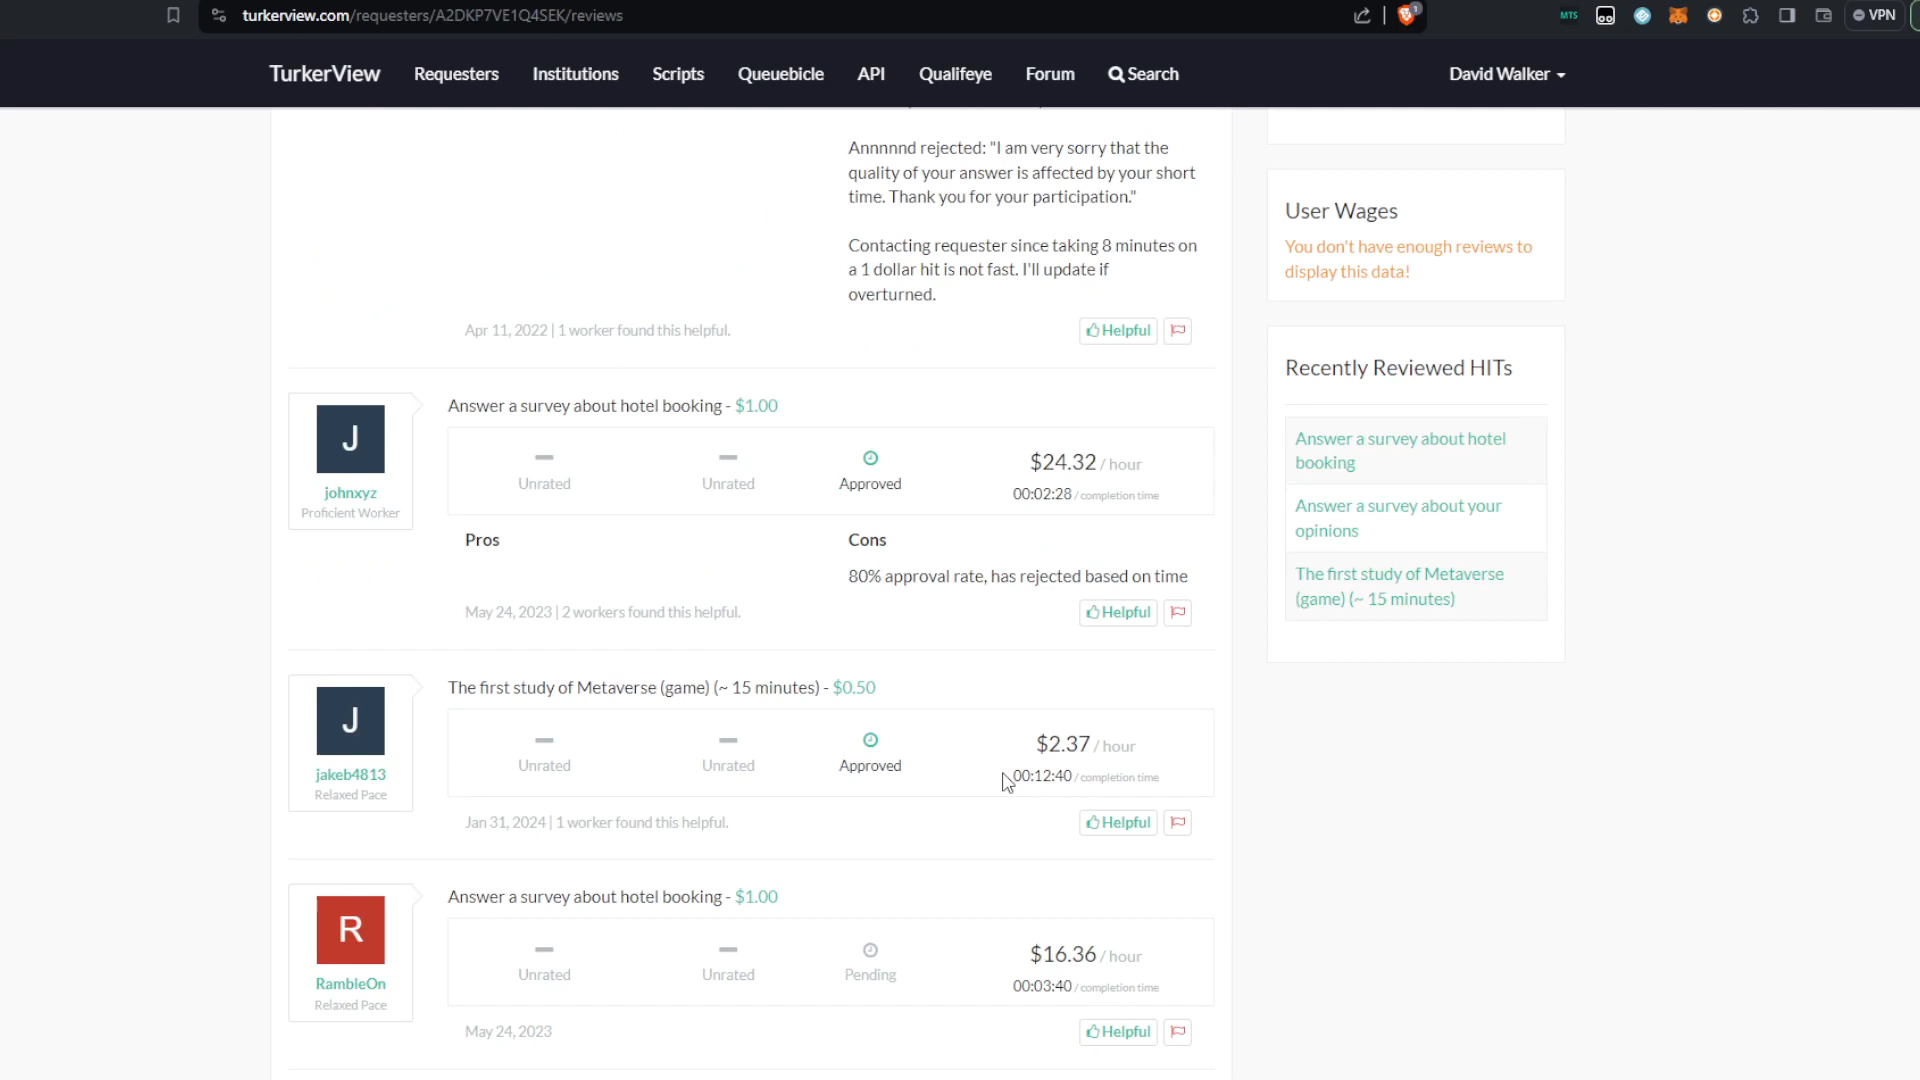 turkerview.com/requesters/A2DKP7VE1Q4SEK/reviews
1
MTS
VPN
TurkerView Requesters Institutions Scripts Queuebicle API Qualifeye Forum Search David Walker
Annnnnd rejected: "I am very sorry that the
quality of your answer is affected by your short
time. Thank you for your participation."
Contacting requester since taking 8 minutes on
a 1 dollar hit is not fast. I'll update if
overturned.
Apr 11, 2022 | 1 worker found this helpful.
Helpful
J
johnxyz
Proficient Worker
Answer a survey about hotel booking - $1.00
Unrated
Unrated
Approved
$24.32 / hour
00:02:28 / completion time
Pros
Cons
80% approval rate, has rejected based on time
May 24, 2023 | 2 workers found this helpful.
Helpful
J
jakeb4813
Relaxed Pace
The first study of Metaverse (game) (~ 15 minutes) - $0.50
Unrated
Unrated
Approved
$2.37 / hour
00:12:40 / completion time
Jan 31, 2024 | 1 worker found this helpful.
Helpful
R
RambleOn
Relaxed Pace
Answer a survey about hotel booking - $1.00
Unrated
Unrated
Pending
$16.36 / hour
00:03:40 / completion time
May 24, 2023
Helpful
User Wages
You don't have enough reviews to
display this data!
Recently Reviewed HITs
Answer a survey about hotel
booking
Answer a survey about your
opinions
The first study of Metaverse
(game) (~ 15 minutes)